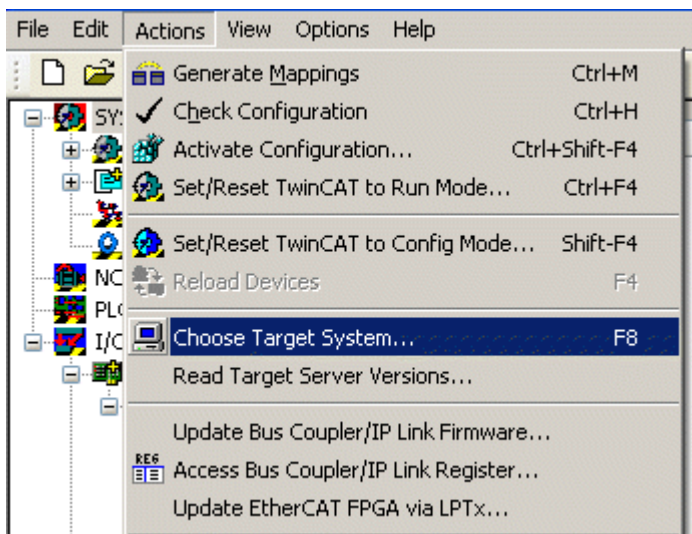 File Edit Actions View Options Help
Generate Mappings Ctrl+M
Check Configuration Ctrl+H
Activate Configuration... Ctrl+Shift-F4
Set/Reset TwinCAT to Run Mode... Ctrl+F4
Set/Reset TwinCAT to Config Mode... Shift-F4
Reload Devices F4
Choose Target System... F8
Read Target Server Versions...
Update Bus Coupler/IP Link Firmware...
REG Access Bus Coupler/IP Link Register...
Update EtherCAT FPGA via LPTx...